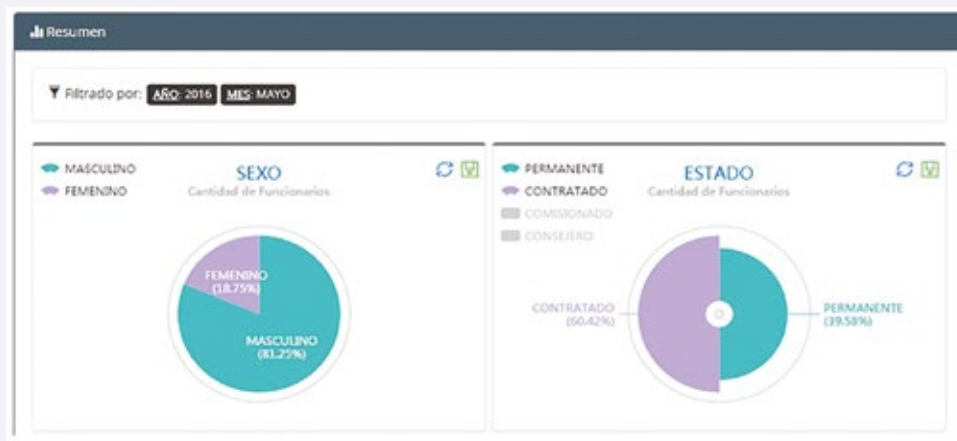 Resumen
Filtrado por: AÑO: 2016 MES: MAYO
MASCULINO
FEMENINO
SEXO
Cantidad de Funcionarios
FEMENINO
(18.75%)
MASCULINO
(81.25%)
PERMANENTE
CONTRATADO
COMISIONADO
CONSEJERO
ESTADO
Cantidad de Funcionarios
CONTRATADO
(60.42%)
PERMANENTE
(39.58%)